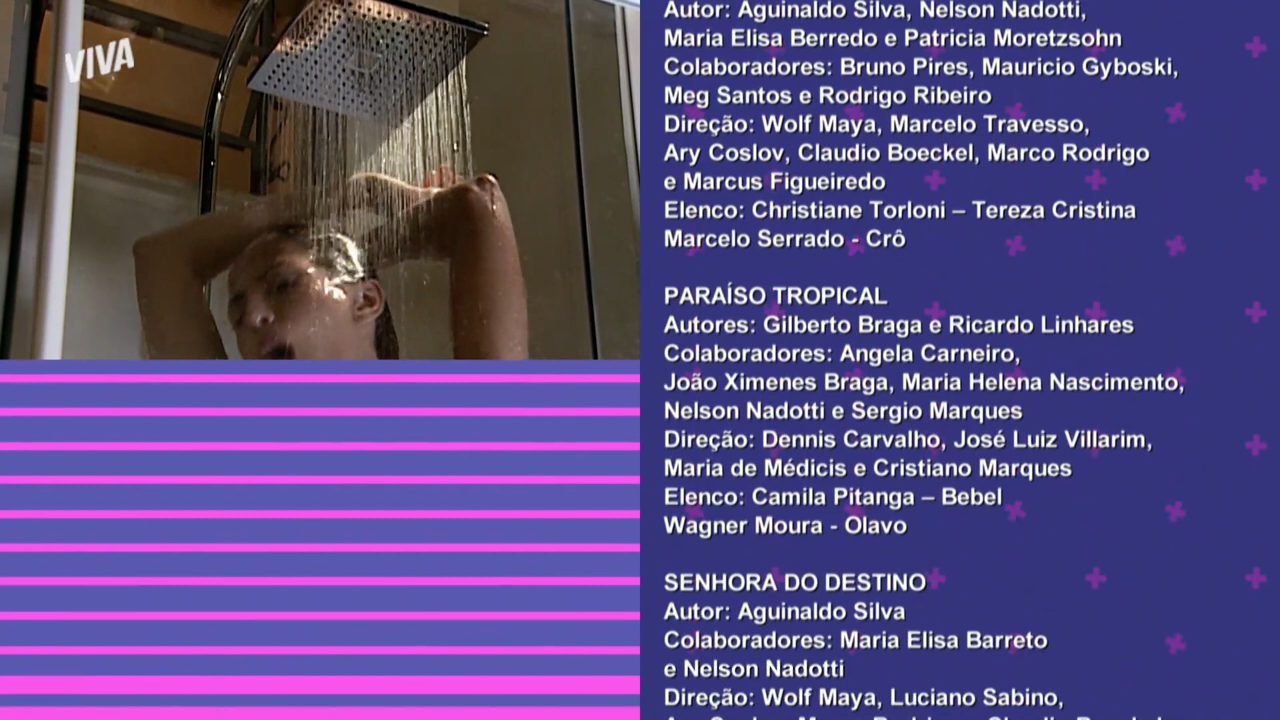 VIVA
Autor: Aguinaldo Silva, Nelson Nadotti,
Maria Elisa Berredo e Patricia Moretzsohn
Colaboradores: Bruno Pires, Mauricio Gyboski,
Meg Santos e Rodrigo Ribeiro
Direção: Wolf Maya, Marcelo Travesso,
Ary Coslov, Claudio Boeckel, Marco Rodrigo
e Marcus Figueiredo
Elenco: Christiane Torloni – Tereza Cristina
Marcelo Serrado - Crô
PARAÍSO TROPICAL
Autores: Gilberto Braga e Ricardo Linhares
Colaboradores: Angela Carneiro,
João Ximenes Braga, Maria Helena Nascimento,
Nelson Nadotti e Sergio Marques
Direção: Dennis Carvalho, José Luiz Villarim,
Maria de Médicis e Cristiano Marques
Elenco: Camila Pitanga – Bebel
Wagner Moura - Olavo
SENHORA DO DESTINO
Autor: Aguinaldo Silva
Colaboradores: Maria Elisa Barreto
e Nelson Nadotti
Direção: Wolf Maya, Luciano Sabino,